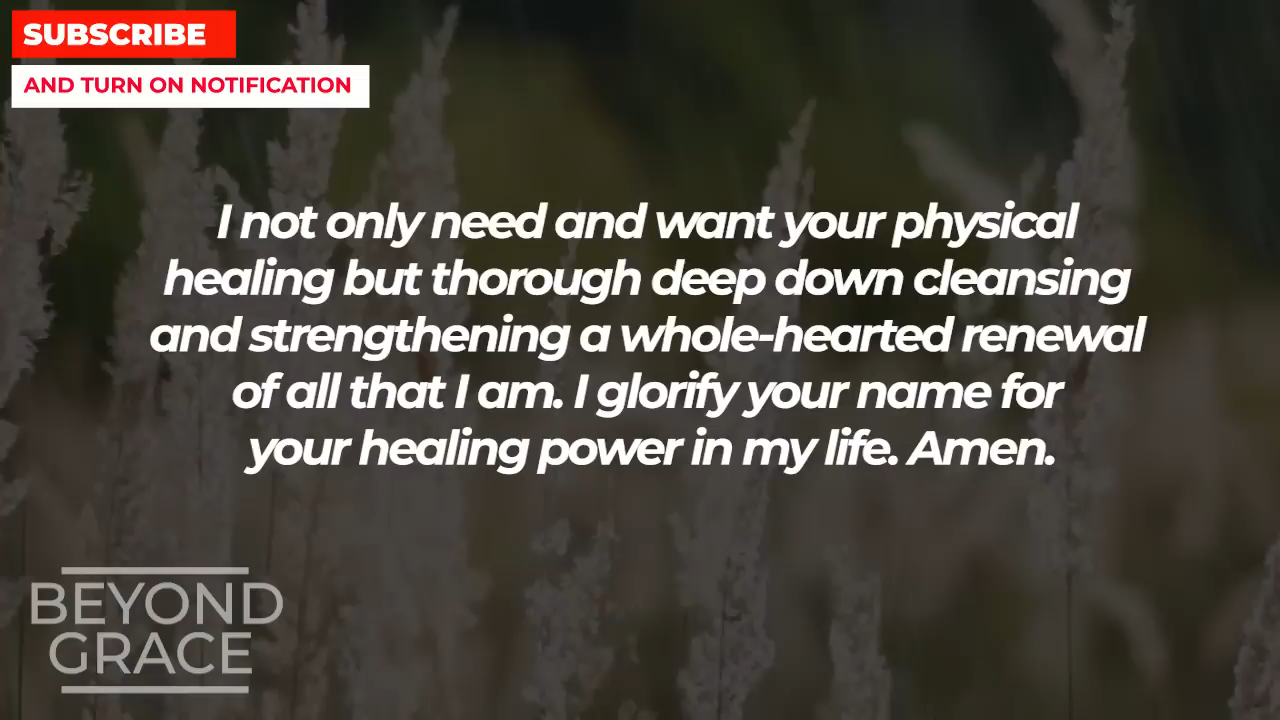 SUBSCRIBE
AND TURN ON NOTIFICATION
I not only need and want your physical
healing but thorough deep down cleansing
and strengthening a whole-hearted renewal
of all that I am. I glorify your name for
your healing power in my life. Amen.
BEYOND
GRACE